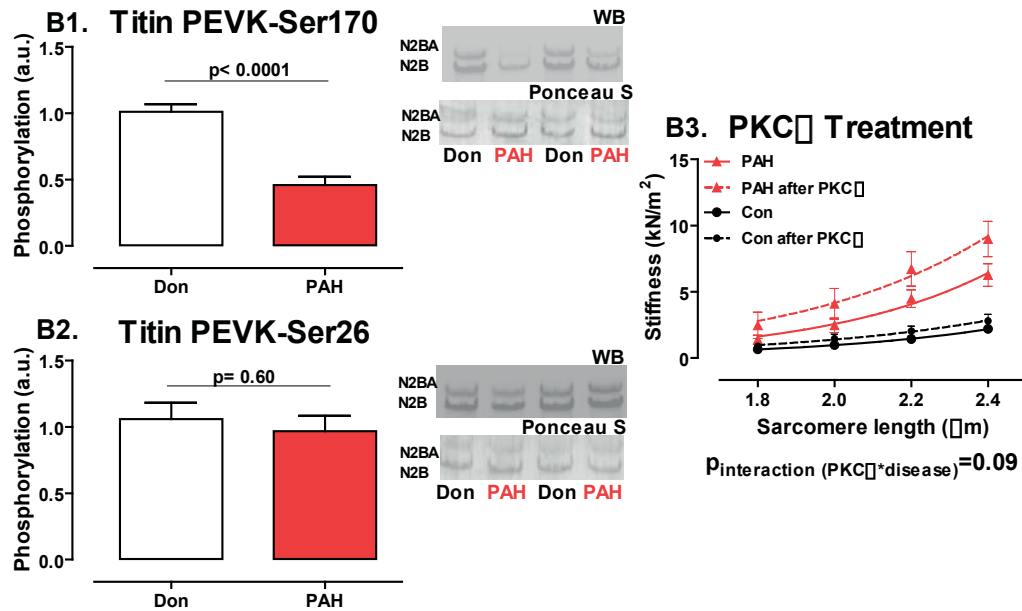 B1. Titin PEVK-Ser170
Phosphorylation (a.u.)
1.5
1.0
0.5
0.0
p< 0.0001
Don
PAH
WB
N2BA
N2B
Ponceau S
N2BA
N2B
Don PAH Don PAH
B2. Titin PEVK-Ser26
Phosphorylation (a.u.)
1.5
1.0
0.5
0.0
p= 0.60
Don
PAH
WB
N2BA
N2B
Ponceau S
N2BA
N2B
Don PAH Don PAH
B3. PKC▯ Treatment
Stiffness (kN/m²)
15
10
5
0
PAH
PAH after PKC▯
Con
Con after PKC▯
1.8 2.0 2.2 2.4
Sarcomere length (▯m)
pinteraction (PKC▯*disease)=0.09